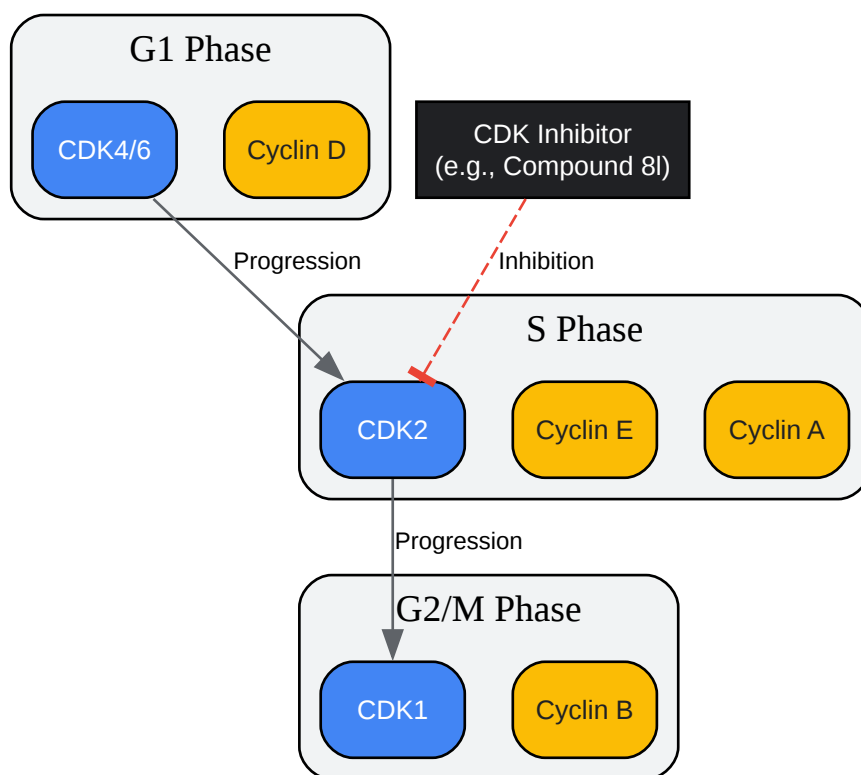 G1 Phase
CDK4/6
Cyclin D
CDK Inhibitor
(e.g., Compound 8l)
Progression
Inhibition
S Phase
CDK2
Cyclin E
Cyclin A
Progression
G2/M Phase
CDK1
Cyclin B